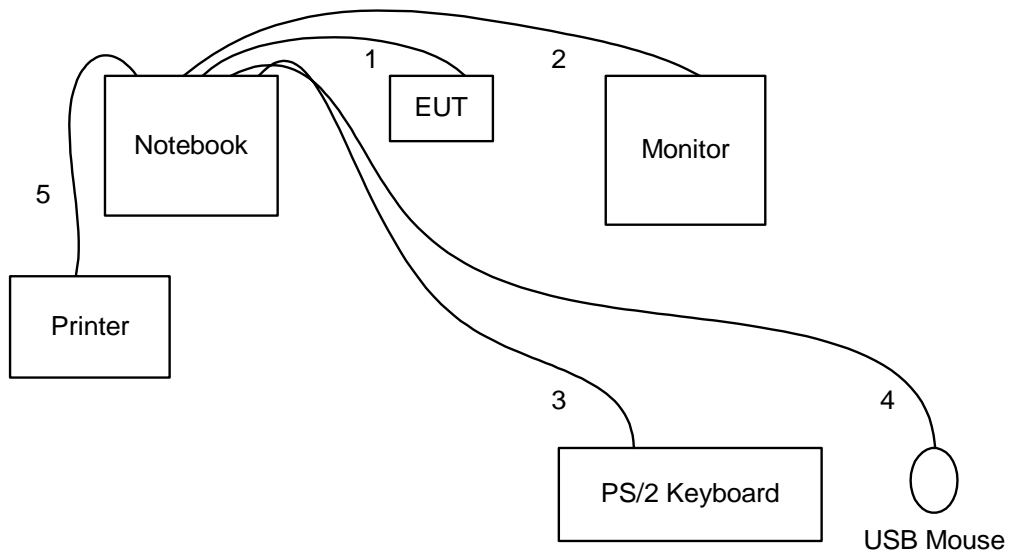 1
2
EUT
Notebook
Monitor
5
Printer
3
4
PS/2 Keyboard
USB Mouse